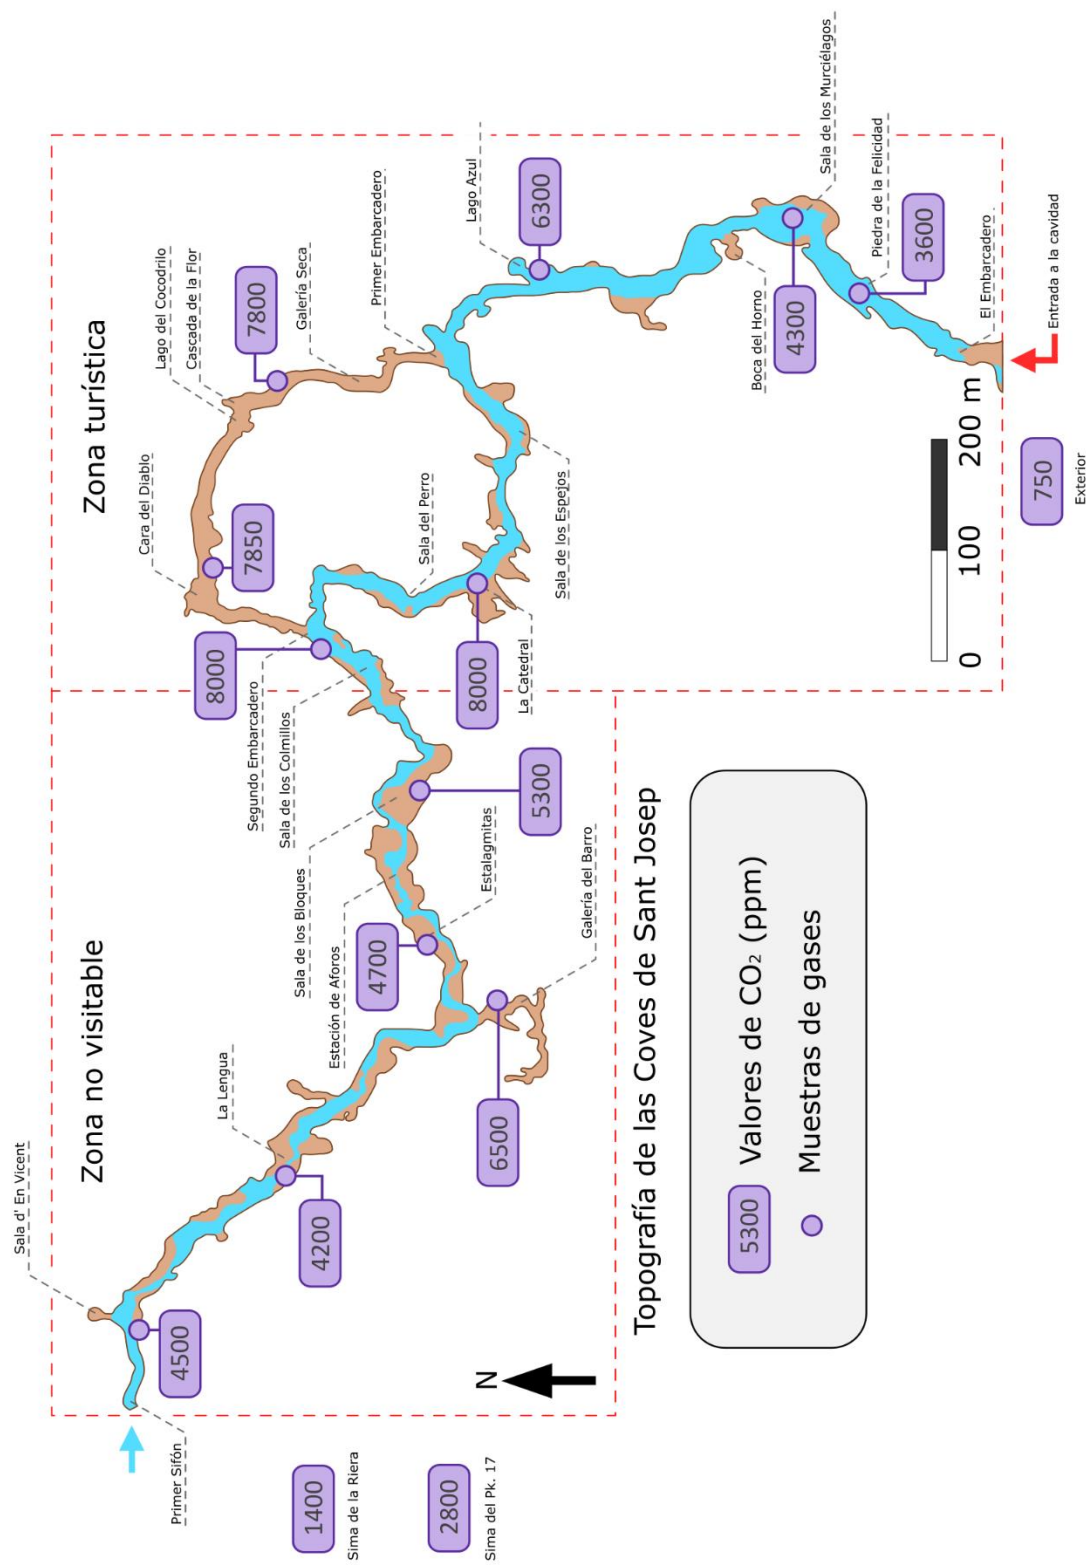 Sala d' En Vicent
Zona no visitable
Zona turística
Cara del Diablo
Lago del Cocodrilo
Cascada de la Flor
7800
Galería Seca
Primer Embarcadero
Lago Azul
6300
Primer Sifón
4500
La Lengua
4200
Segundo Embarcadero
Sala de los Colmillos
8000
7850
Sala del Perro
Sala de los Bloques
Estación de Aforos
4700
Estalagmitas
5300
8000
La Catedral
Sala de los Espejos
Galería del Barro
6500
Boca del Horno
4300
Sala de los Murciélagos
Piedra de la Felicidad
3600
El Embarcadero
Entrada a la cavidad
N
1400
Sima de la Riera
2800
Sima del Pk. 17
Topografía de las Coves de Sant Josep
5300 Valores de CO₂ (ppm)
Muestras de gases
0 100 200 m
750
Exterior